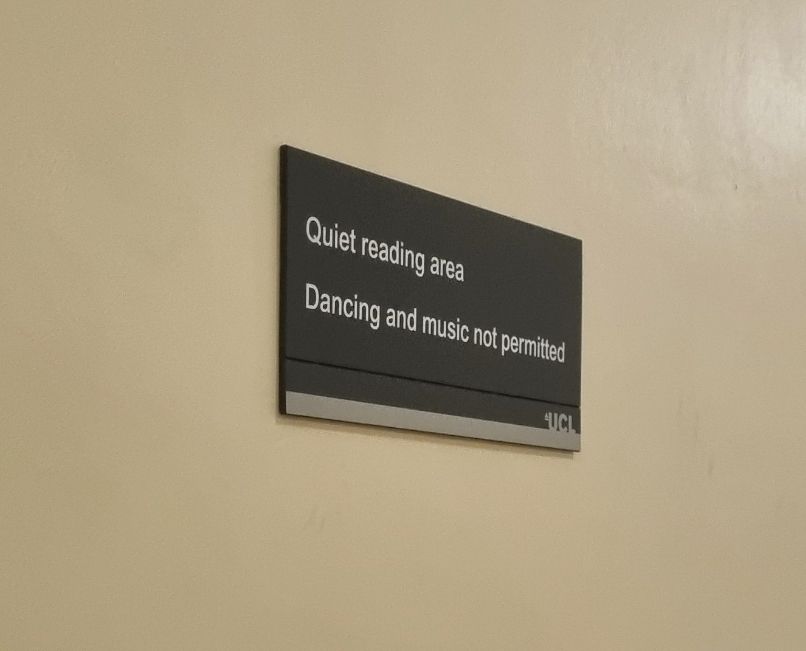 Quiet reading area
Dancing and music not permitted
UCL